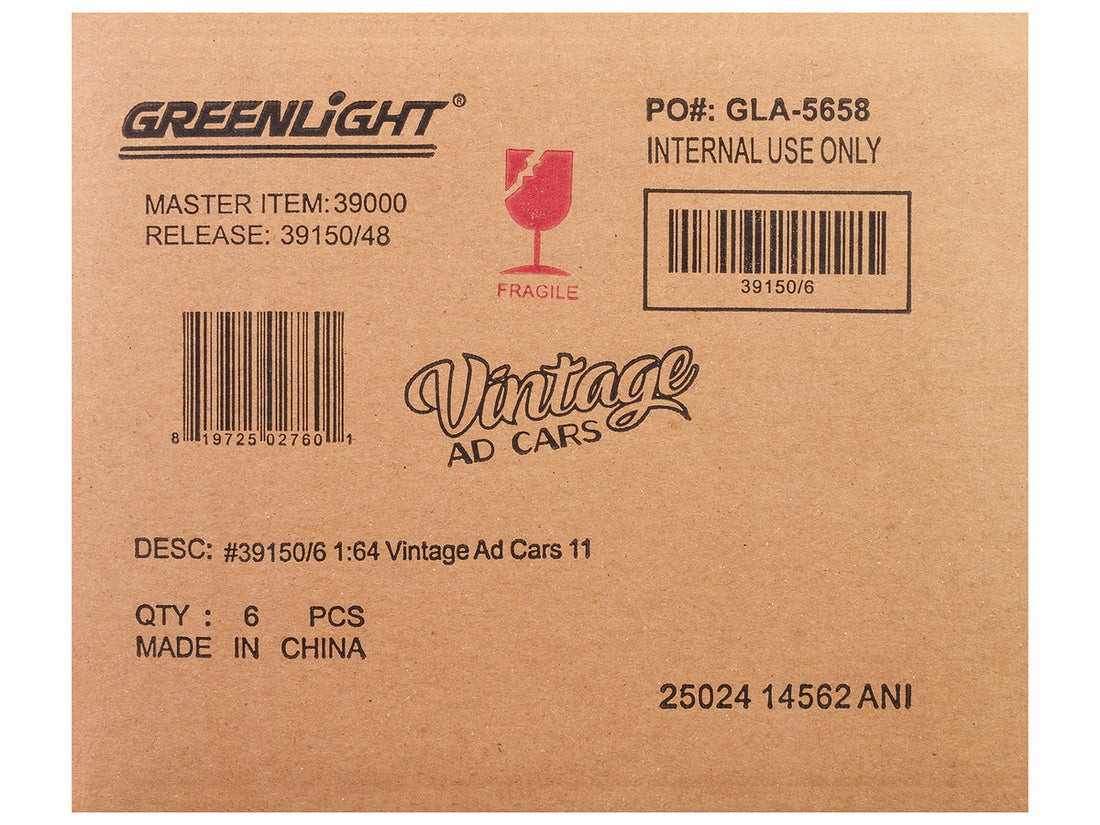 GREENLiGHT®
MASTER ITEM: 39000
RELEASE: 39150/48
FRAGILE
PO#: GLA-5658
INTERNAL USE ONLY
39150/6
8 19725 02760 1
Vintage
AD CARS
DESC: #39150/6 1:64 Vintage Ad Cars 11
QTY : 6 PCS
MADE IN CHINA
25024 14562 ANI